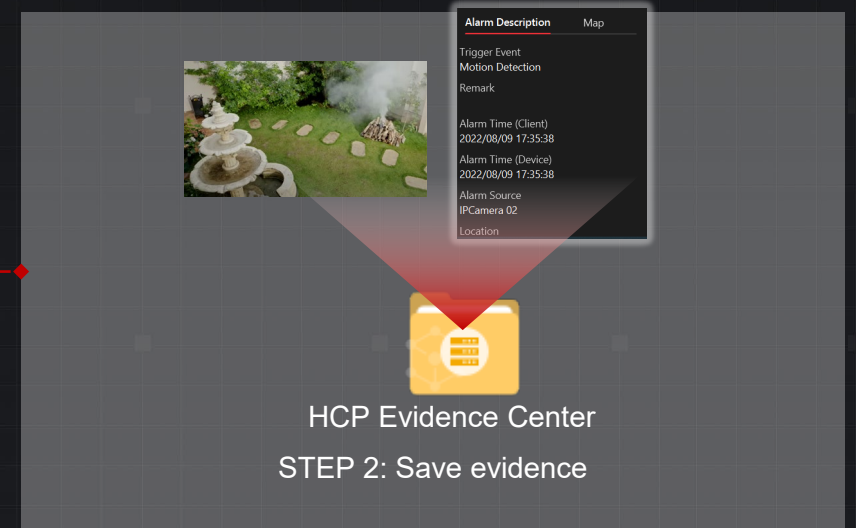 Alarm Description
Map
Trigger Event
Motion Detection
Remark
Alarm Time (Client)
2022/08/09 17:35:38
Alarm Time (Device)
2022/08/09 17:35:38
Alarm Source
IPCamera 02
Location
HCP Evidence Center
STEP 2: Save evidence